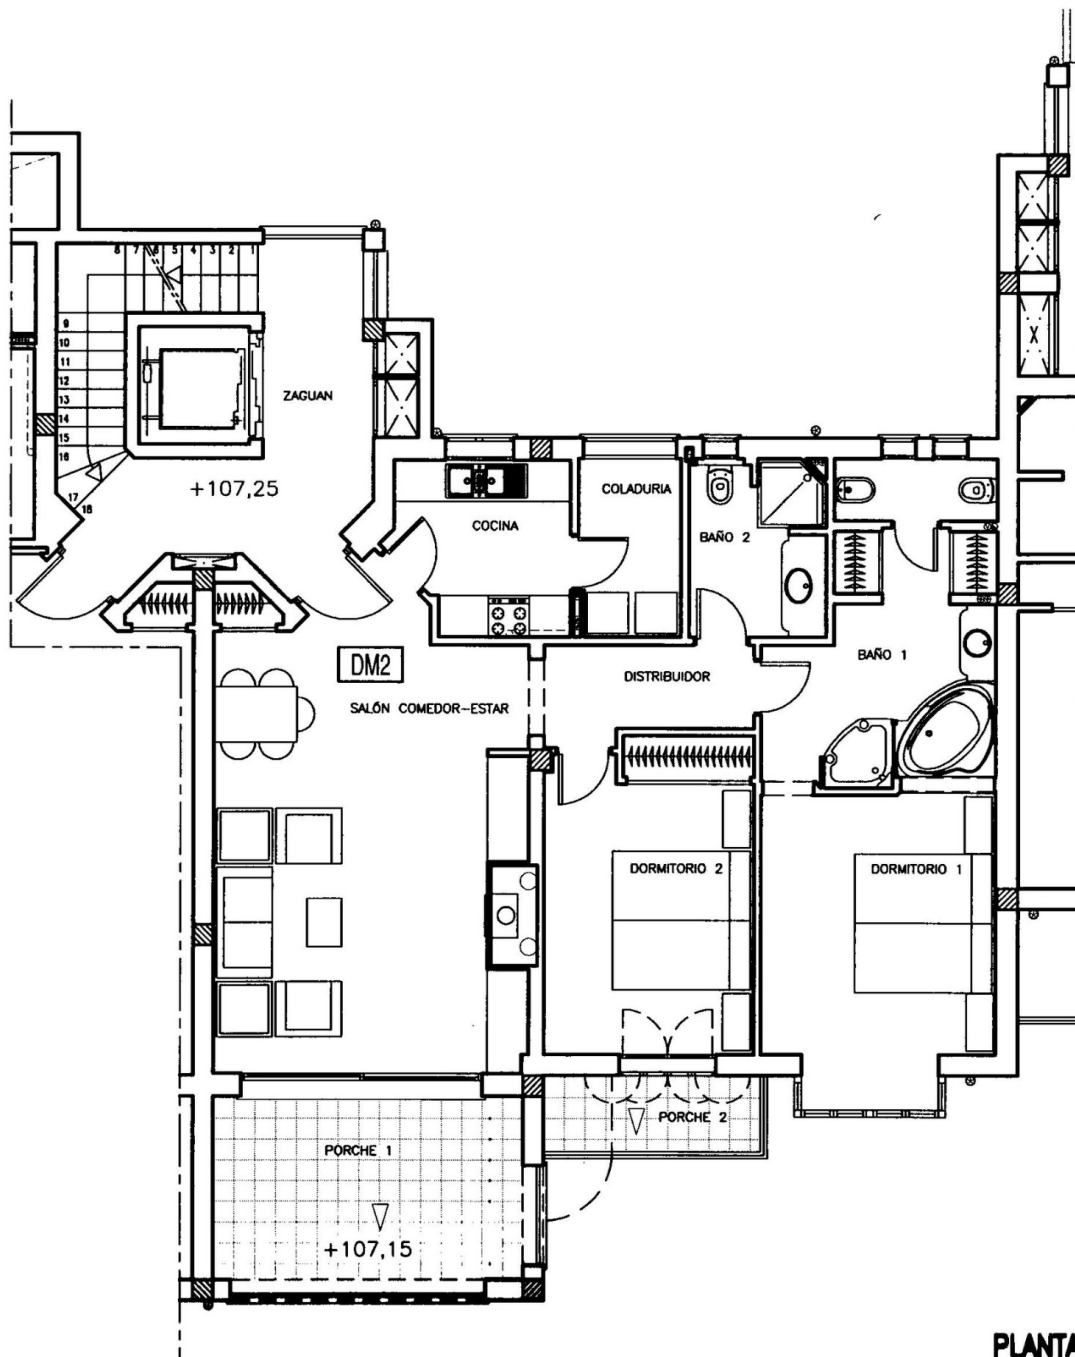 8 7 6 5 4 3 2 1
9
10
11
12
13
14
15
16
17
18
ZAGUAN
+107,25
X
COCINA
COLADURIA
BAÑO 2
BAÑO 1
DM2
SALÓN COMEDOR-ESTAR
DISTRIBUIDOR
DORMITORIO 2
DORMITORIO 1
PORCHE 1
PORCHE 2
+107,15
PLANTA